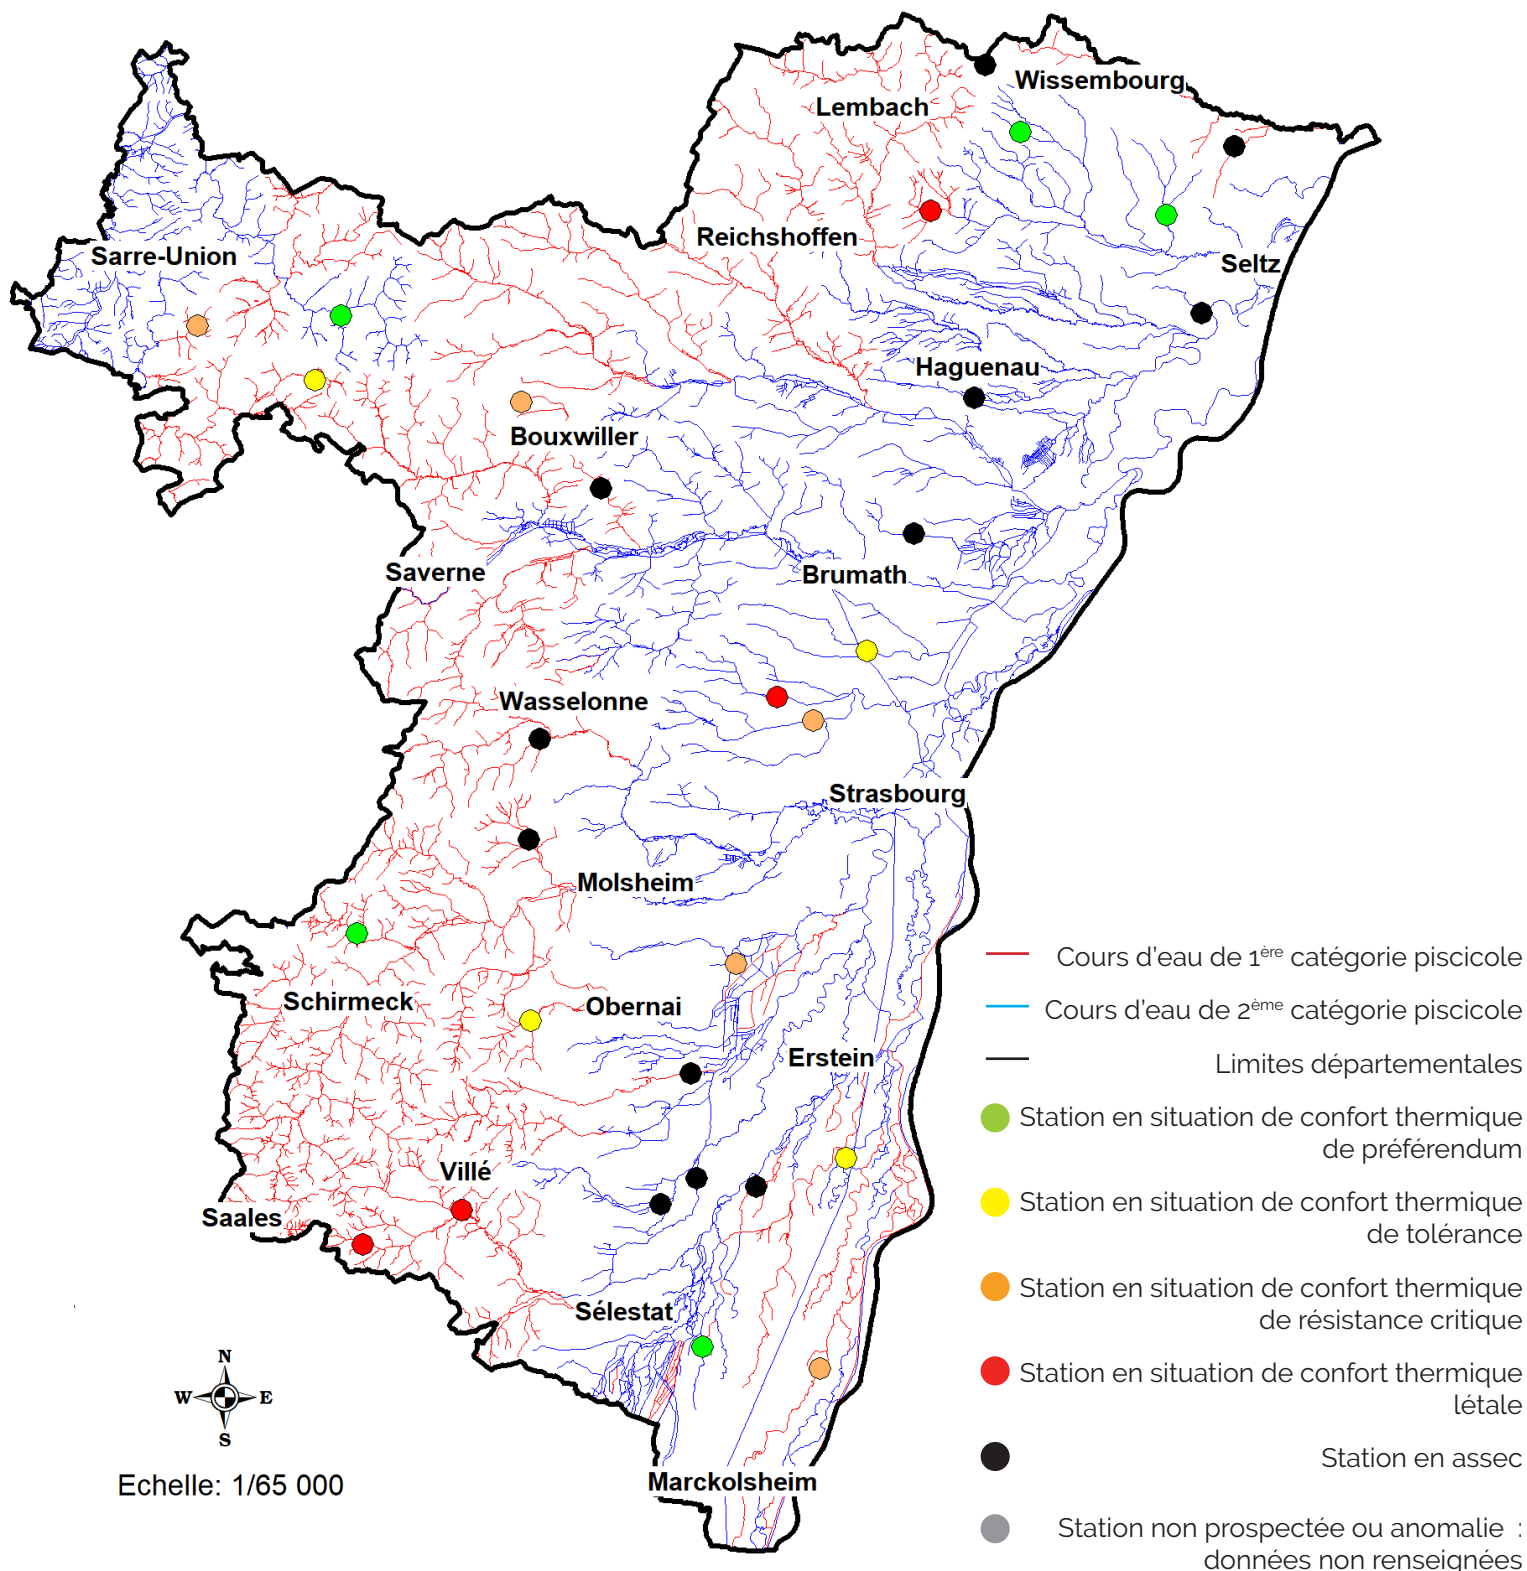 Wissembourg
Lembach
Reichshoffen
Sarre-Union
Seltz
Haguenau
Bouxwiller
Saverne
Brumath
Wasselonne
Strasbourg
Molsheim
Schirmeck
Obernai
Erstein
Villé
Saales
Sélestat
Marckolsheim
N
W E
S
Echelle: 1/65 000
Cours d'eau de 1ère catégorie piscicole
Cours d'eau de 2ème catégorie piscicole
Limites départementales
Station en situation de confort thermique
de préférendum
Station en situation de confort thermique
de tolérance
Station en situation de confort thermique
de résistance critique
Station en situation de confort thermique
létale
Station en assec
Station non prospectée ou anomalie :
données non renseignées